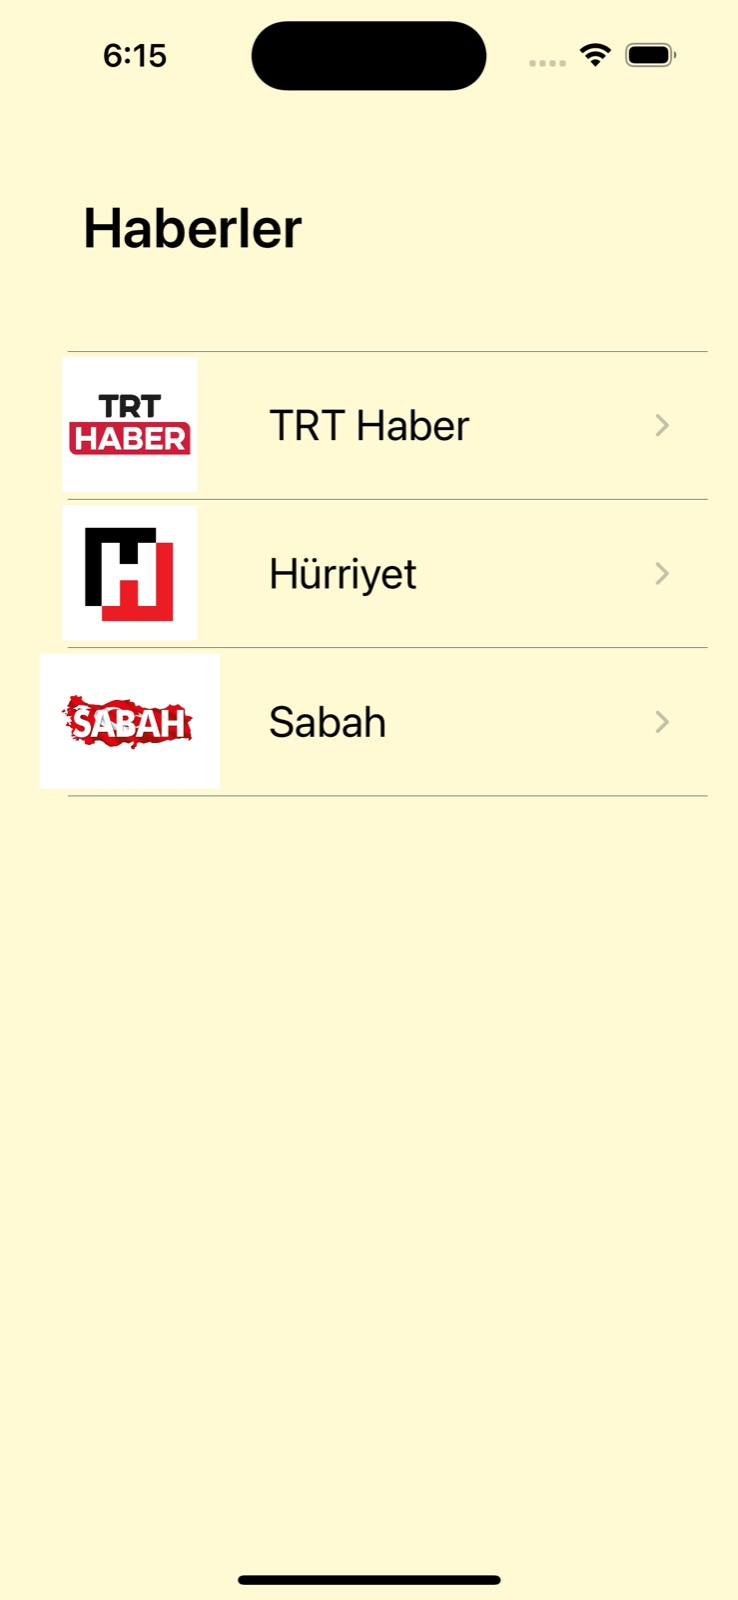 6:15
Haberler
TRT
HABER
TRT Haber
H
Hürriyet
SABAH
Sabah